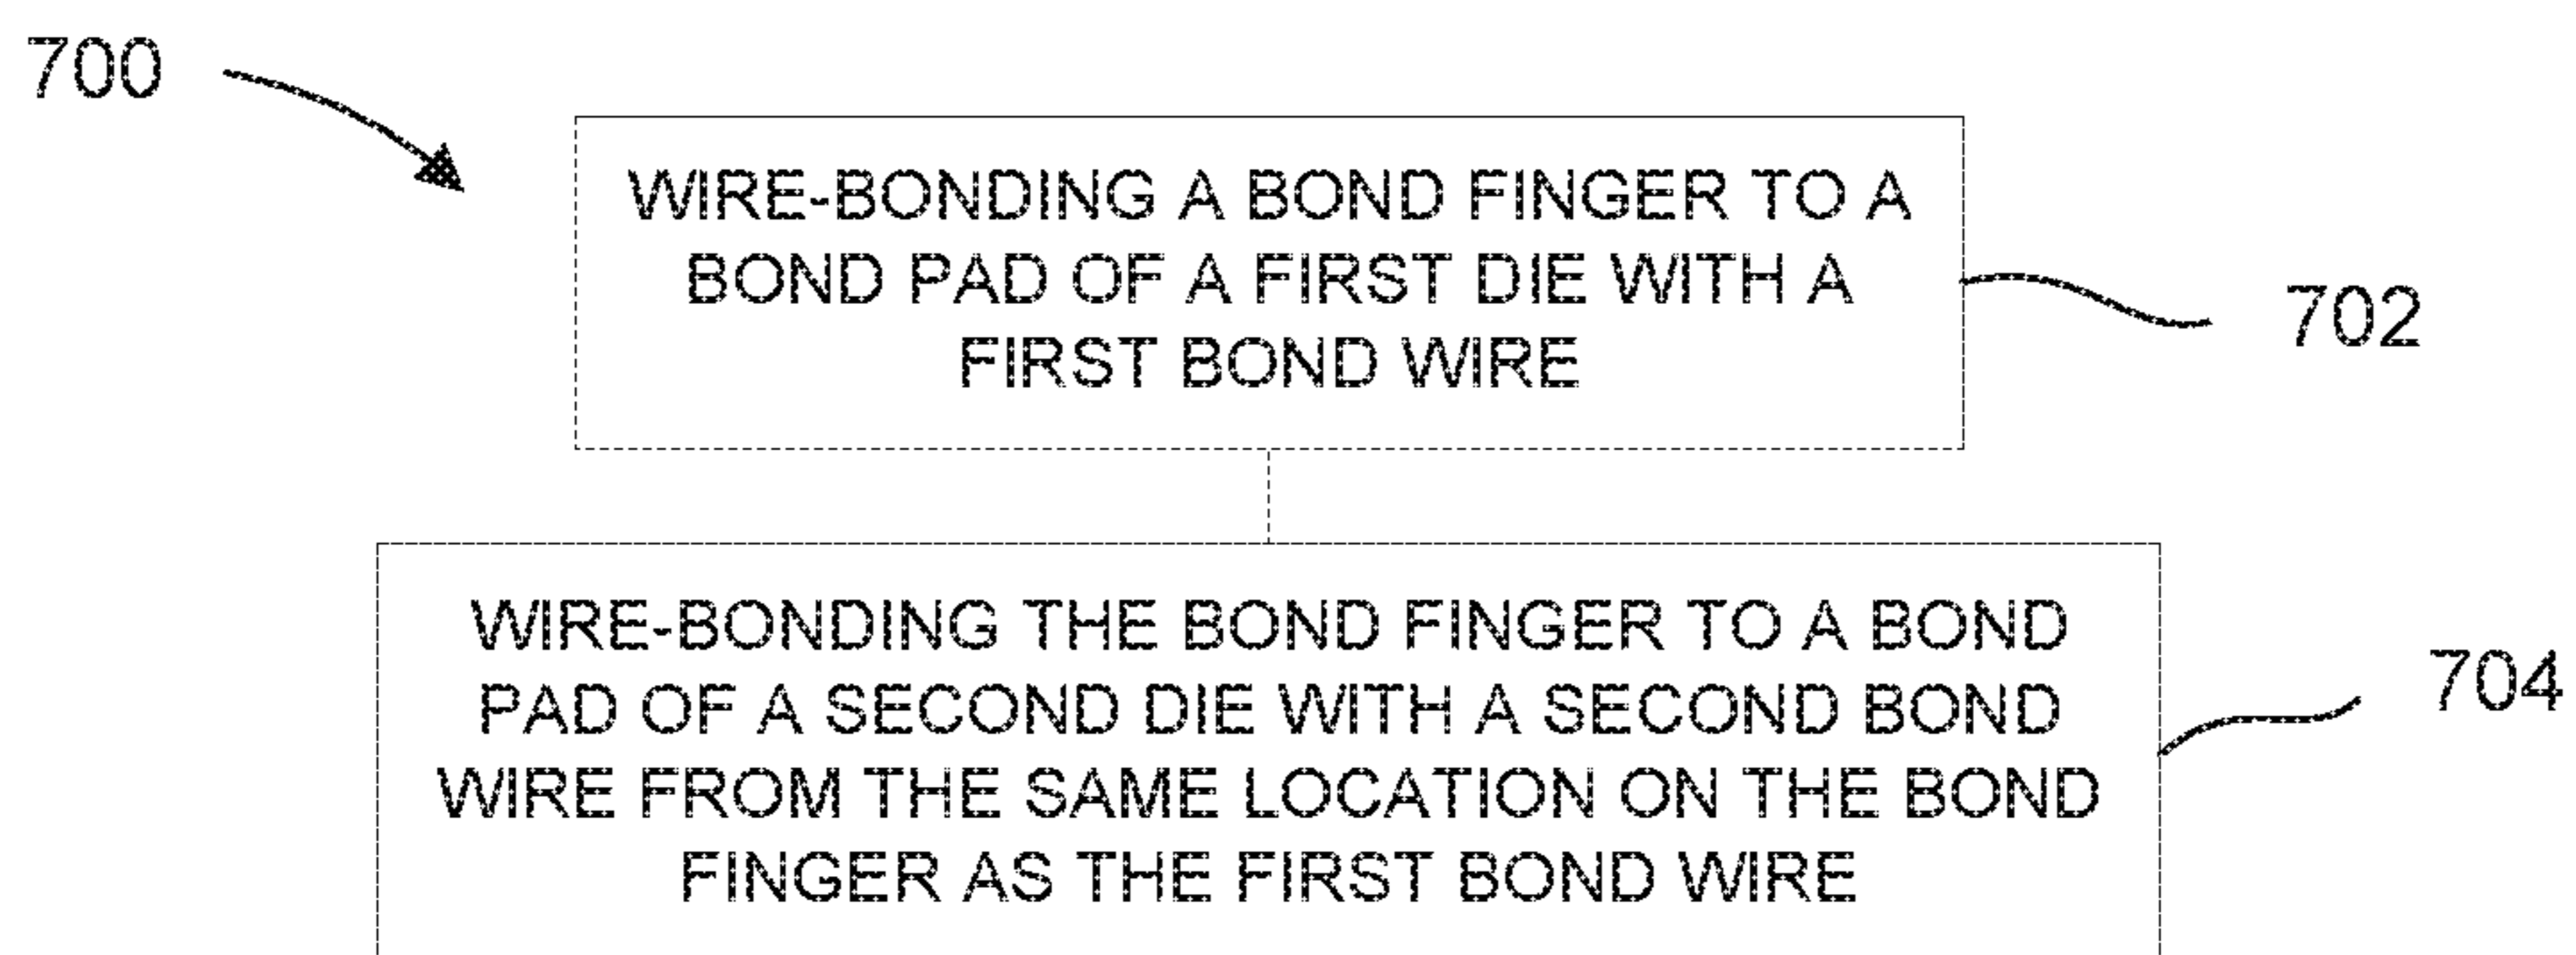 700
WIRE-BONDING A BOND FINGER TO A
BOND PAD OF A FIRST DIE WITH A
FIRST BOND WIRE
702
WIRE-BONDING THE BOND FINGER TO A BOND
PAD OF A SECOND DIE WITH A SECOND BOND
WIRE FROM THE SAME LOCATION ON THE BOND
FINGER AS THE FIRST BOND WIRE
704